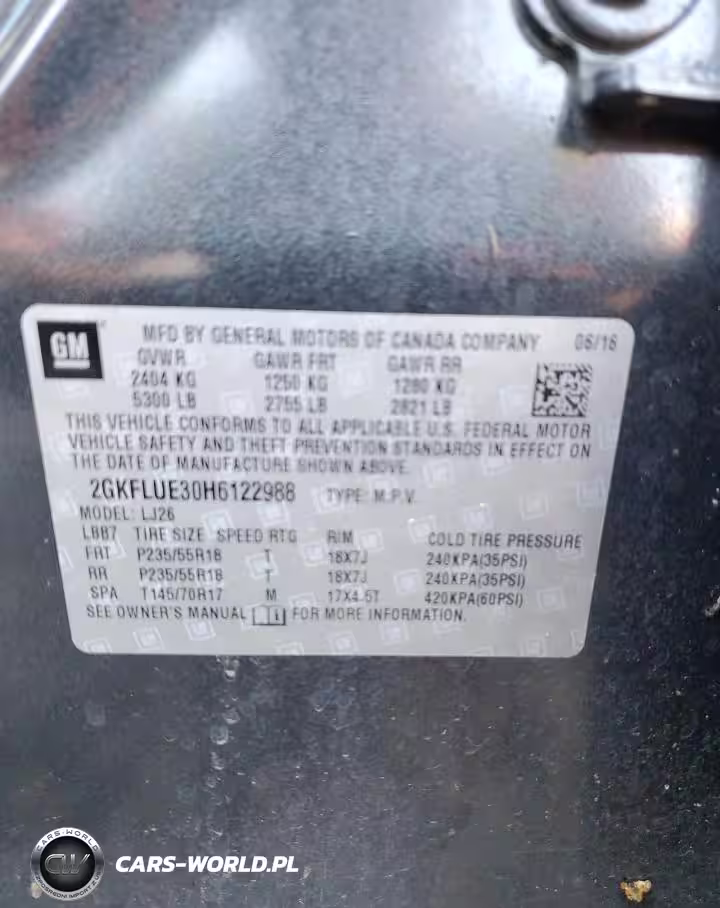 GM
MFD BY GENERAL MOTORS OF CANADA COMPANY 06/16
GVWR GAWR FRT GAWR RR
2404 KG 1250 KG 1280 KG
5300 LB 2755 LB 2821 LB
THIS VEHICLE CONFORMS TO ALL APPLICABLE U.S. FEDERAL MOTOR
VEHICLE SAFETY AND THEFT PREVENTION STANDARDS IN EFFECT ON
THE DATE OF MANUFACTURE SHOWN ABOVE.
2GKFLUE30H6122988 TYPE: M.P.V.
MODEL: LJ26
LBB7 TIRE SIZE SPEED RTG RIM COLD TIRE PRESSURE
FRT P235/55R18 T 18X7J 240KPA(35PSI)
RR P235/55R18 T 18X7J 240KPA(35PSI)
SPA T145/70R17 M 17X4.5T 420KPA(60PSI)
SEE OWNER'S MANUAL FOR MORE INFORMATION.
CARS-WORLD
CW
CARS-WORLD.PL